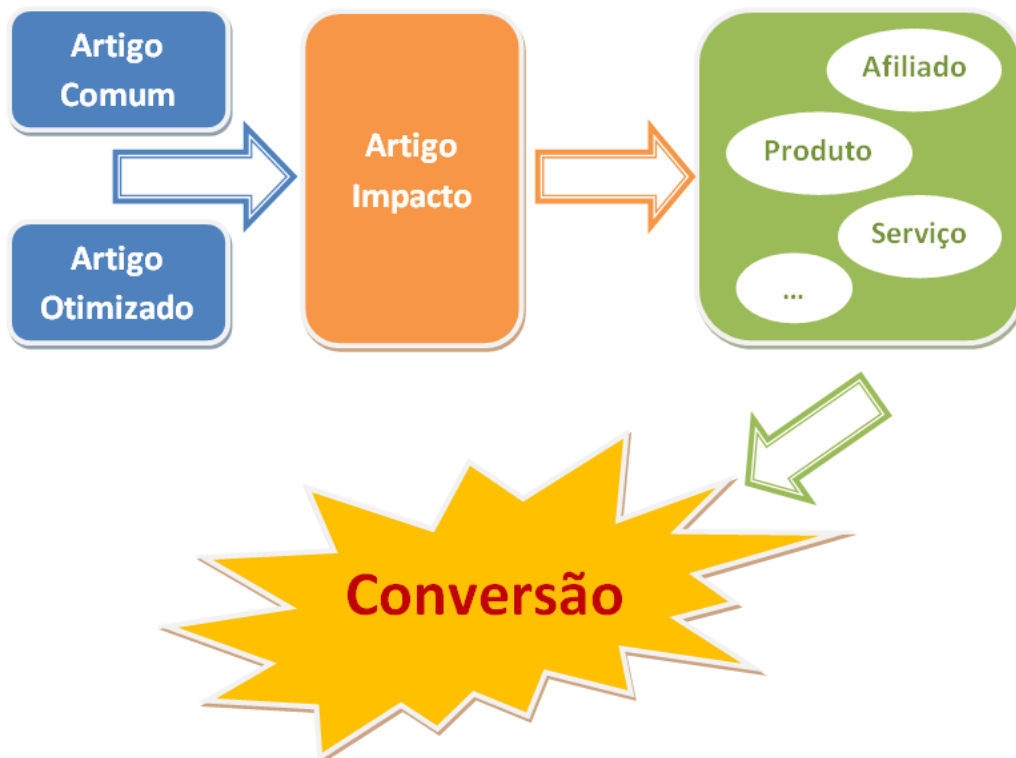 Artigo
Comum
Artigo
Otimizado
Artigo
Impacto
Afiliado
Produto
Serviço
...
Conversão